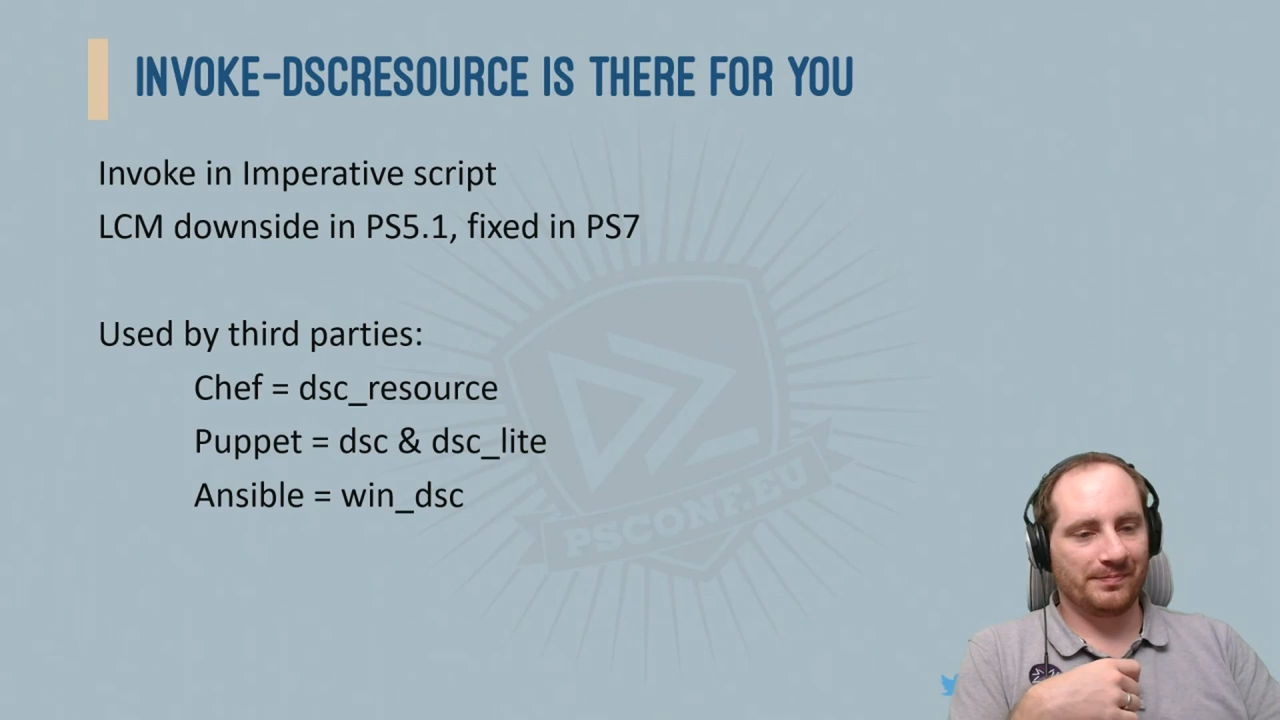 INVOKE-DSCRESOURCE IS THERE FOR YOU
Invoke in Imperative script
LCM downside in PS5.1, fixed in PS7
Used by third parties:
Chef = dsc_resource
Puppet = dsc & dsc_lite
Ansible = win_dsc
PSCONF.EU